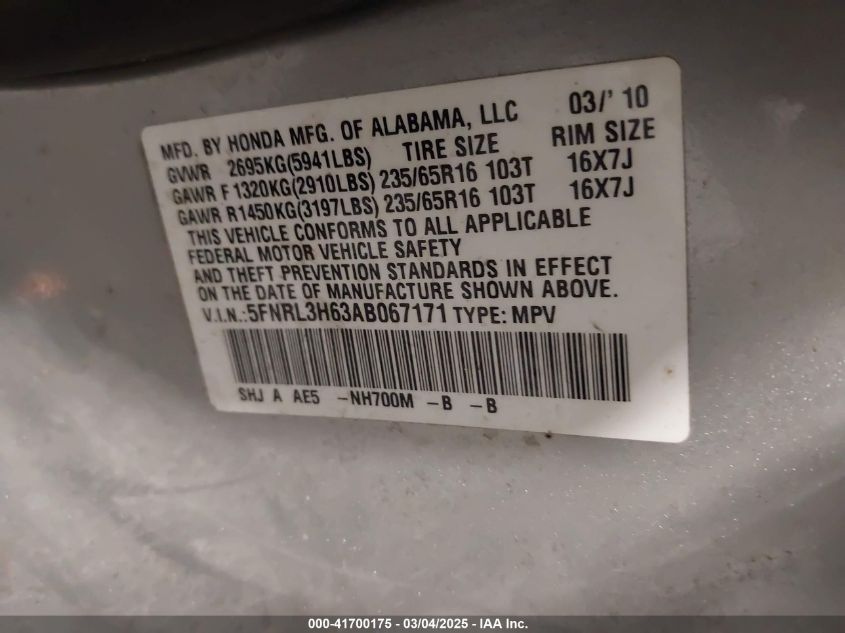 MFD. BY HONDA MFG. OF ALABAMA, LLC 03/' 10
GVWR 2695KG(5941LBS) TIRE SIZE RIM SIZE
GAWR F1320KG(2910LBS) 235/65R16 103T 16X7J
GAWR R1450KG(3197LBS) 235/65R16 103T 16X7J
THIS VEHICLE CONFORMS TO ALL APPLICABLE
FEDERAL MOTOR VEHICLE SAFETY
AND THEFT PREVENTION STANDARDS IN EFFECT
ON THE DATE OF MANUFACTURE SHOWN ABOVE.
V.I.N.:5FNRL3H63AB067171 TYPE: MPV
SHJ A AE5 -NH700M -B -B
000-41700175 - 03/04/2025 - IAA Inc.